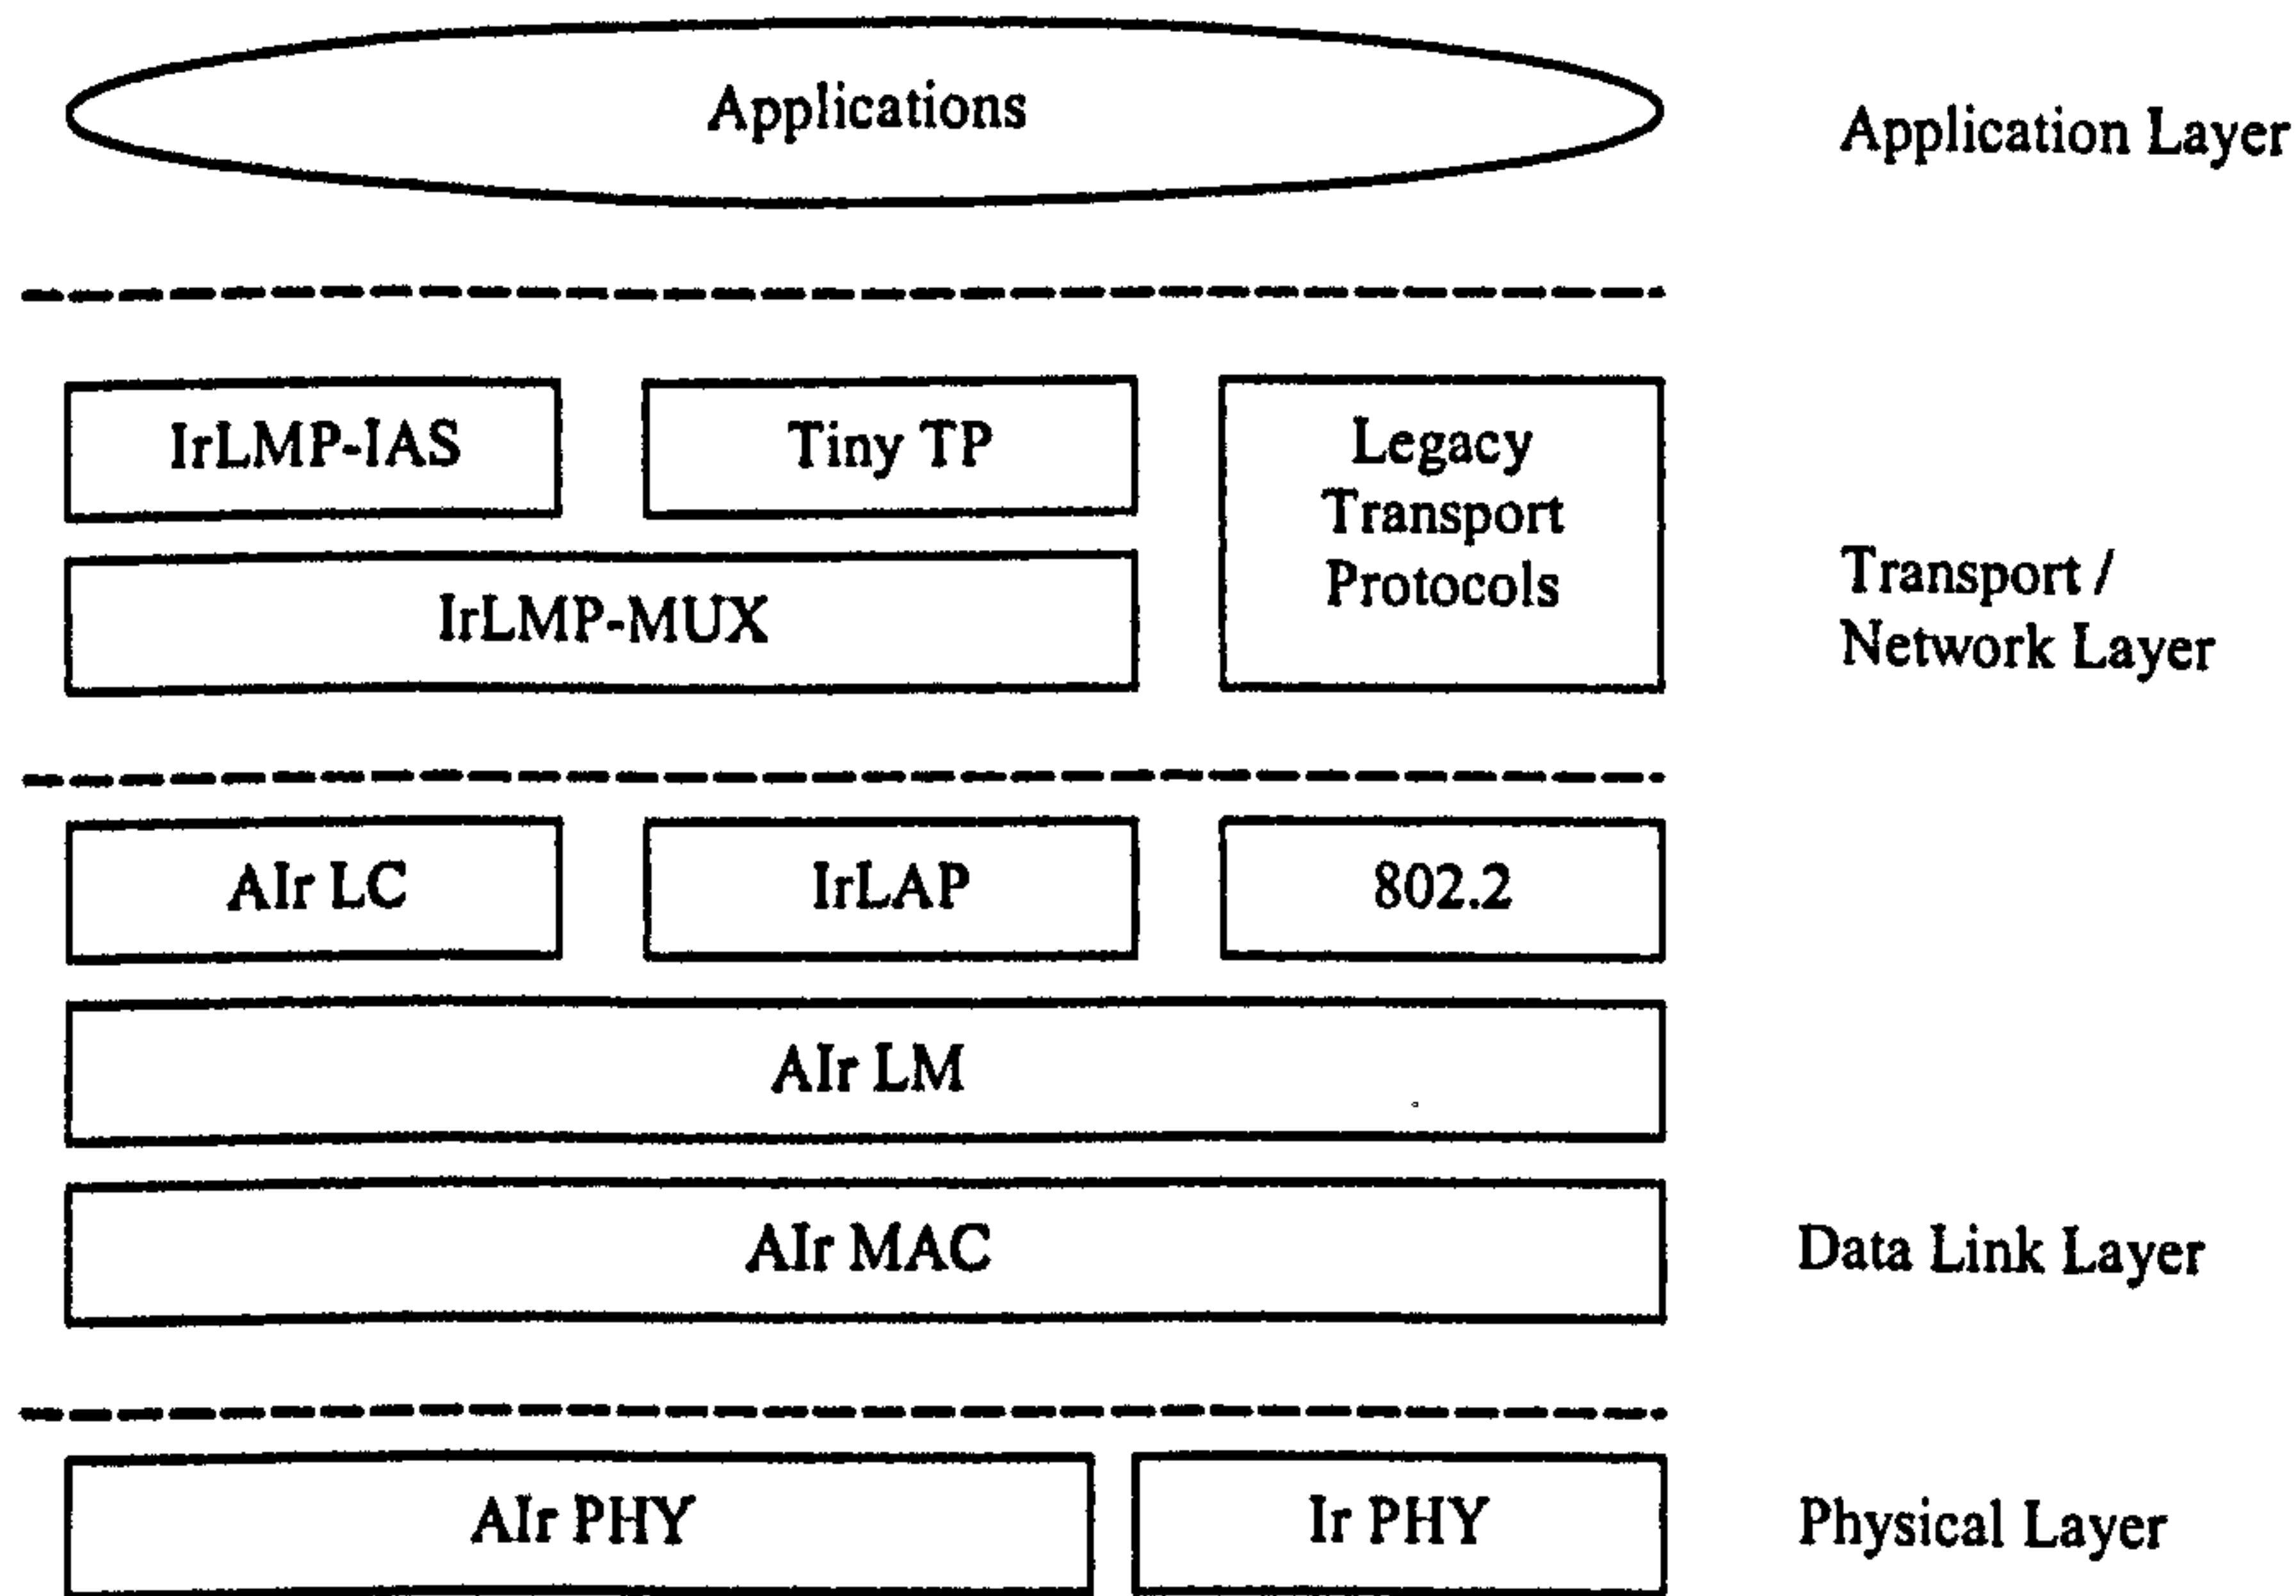 Applications
Application Layer
IrLMP-IAS
Tiny TP
Legacy
Transport
Protocols
IrLMP-MUX
Transport /
Network Layer
AIr LC
IrLAP
802.2
AIr LM
AIr MAC
Data Link Layer
AIr PHY
Ir PHY
Physical Layer